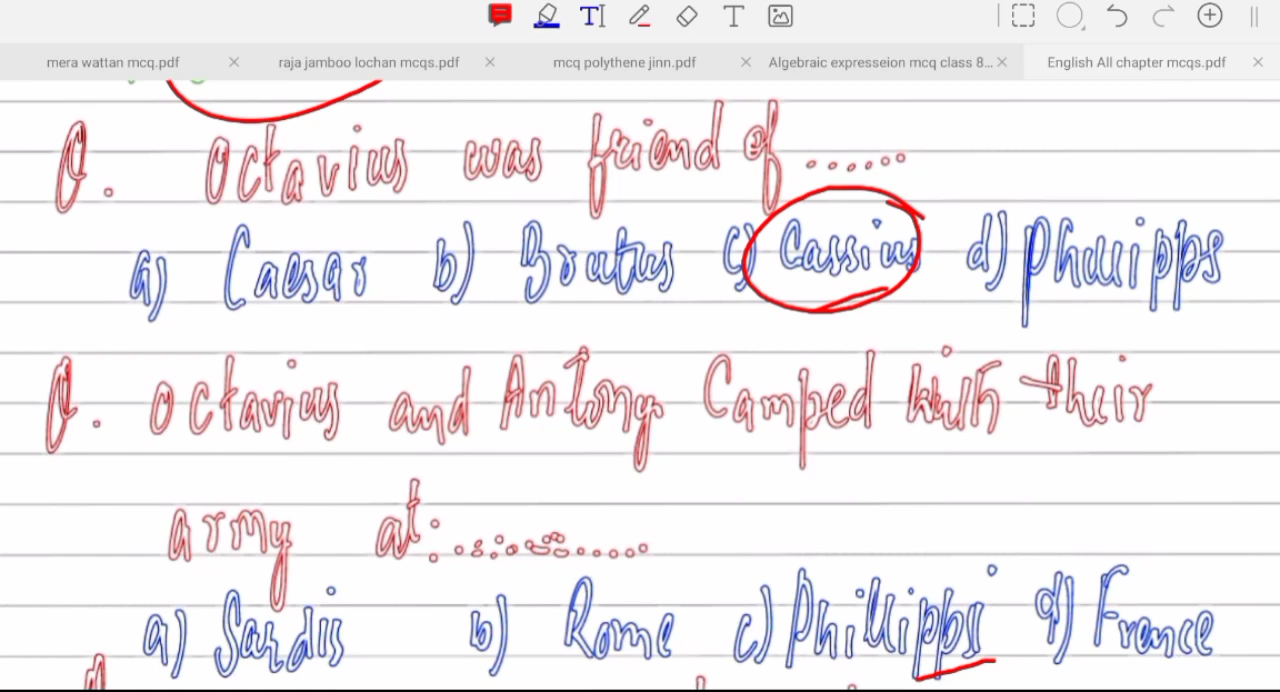 mera wattan mcq.pdf
raja jamboo lochan mcqs.pdf
mcq polythene jinn.pdf
Algebraic expresseion mcq class 8...
English All chapter mcqs.pdf
Q. Octavius was friend of ......
a) Caesar b) Brutus c) Cassius d) Phillipps
Q. Octavius and Antony Camped with their
army at:............
a) Sardis b) Rome c) Phillipps d) France